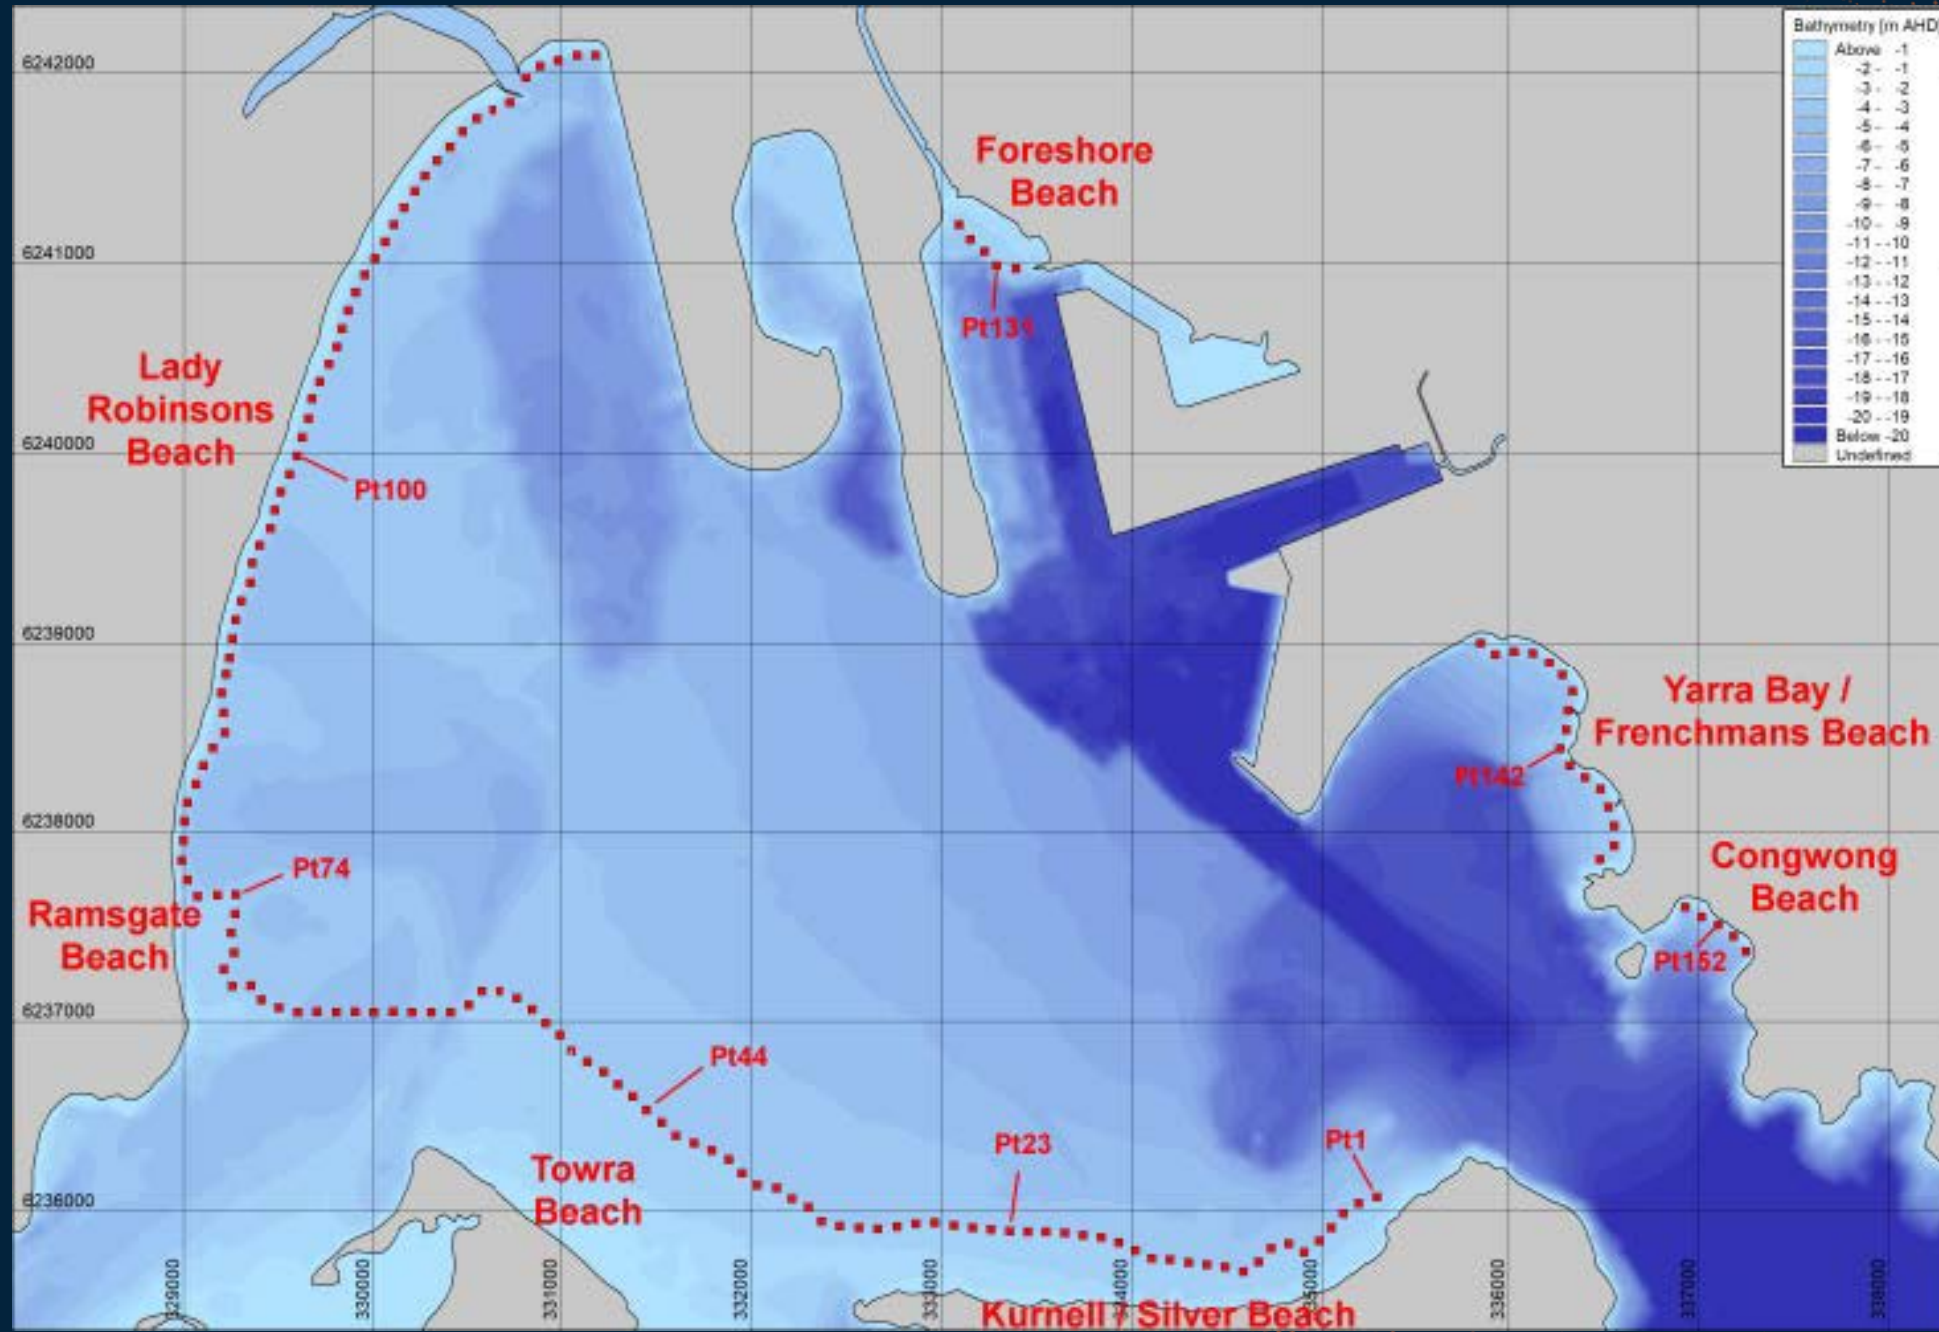 Bathymetry [m AHD]
Above -1
-2 - -1
-3 - -2
-4 - -3
-5 - -4
-6 - -5
-7 - -6
-8 - -7
-9 - -8
-10 - -9
-11 - -10
-12 - -11
-13 - -12
-14 - -13
-15 - -14
-16 - -15
-17 - -16
-18 - -17
-19 - -18
-20 - -19
Below -20
Undefined
6242000
6241000
6240000
6239000
6238000
6237000
6236000
Foreshore
Beach
Pt131
Lady
Robinsons
Beach
Pt100
Yarra Bay /
Frenchmans Beach
Pt142
Congwong
Beach
Pt152
Pt74
Ramsgate
Beach
Pt44
Pt23
Pt1
Towra
Beach
Kurnell / Silver Beach
329000
330000
331000
332000
333000
334000
335000
336000
337000
338000